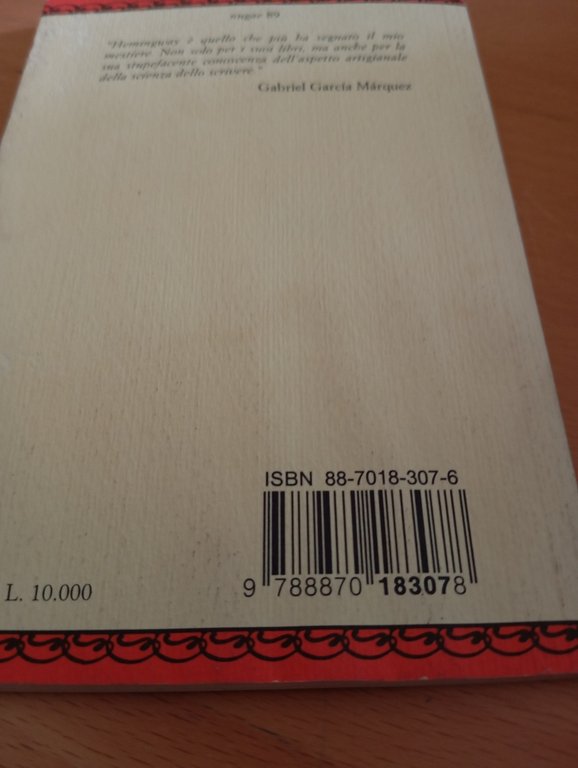 nugae 89
"Hemingway è quello che più ha segnato il mio
mestiere. Non solo per i suoi libri, ma anche per la
sua stupefacente conoscenza dell'aspetto artigianale
della scienza dello scrivere."
Gabriel García Márquez
ISBN 88-7018-307-6
9 788870 183078
L. 10.000